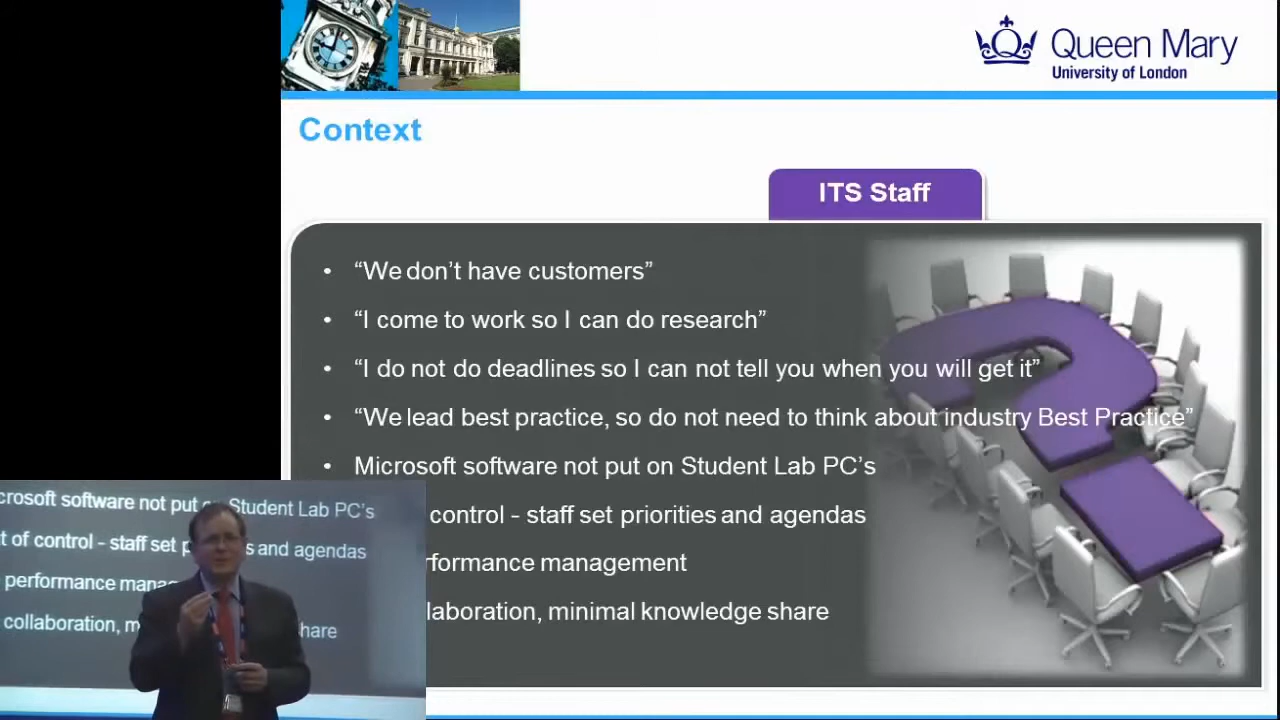 Queen Mary
University of London
Context
ITS Staff
• “We don’t have customers”
• “I come to work so I can do research”
• “I do not do deadlines so I can not tell you when you will get it”
• “We lead best practice, so do not need to think about industry Best Practice”
• Microsoft software not put on Student Lab PC’s
control - staff set priorities and agendas
rformance management
llaboration, minimal knowledge share
crosoft software not put on Student Lab PC’s
t of control - staff set and agendas
performance
collaboration, share